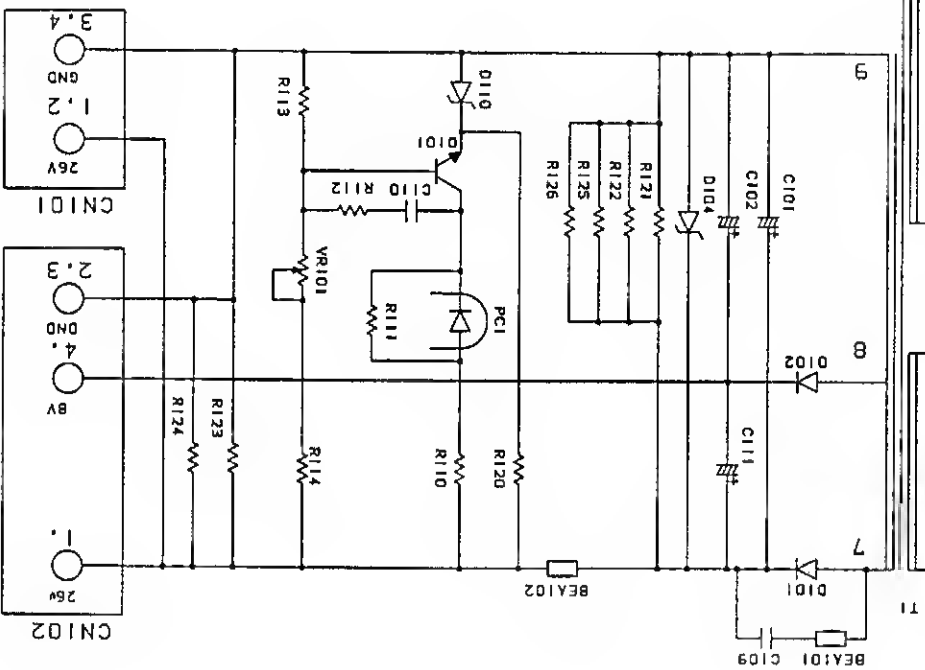 3.4
GND
1.2
26V
CN101
2.3
GND
4.
8V
1.
26V
CN102
R113
D110
Q101
R112
C110
VR101
R111
PC1
R124
R123
R114
R110
R120
R126
R125
R122
R121
D104
C102
C101
C111
D102
D101
BEA102
BEA101
C109
9
8
7
T1